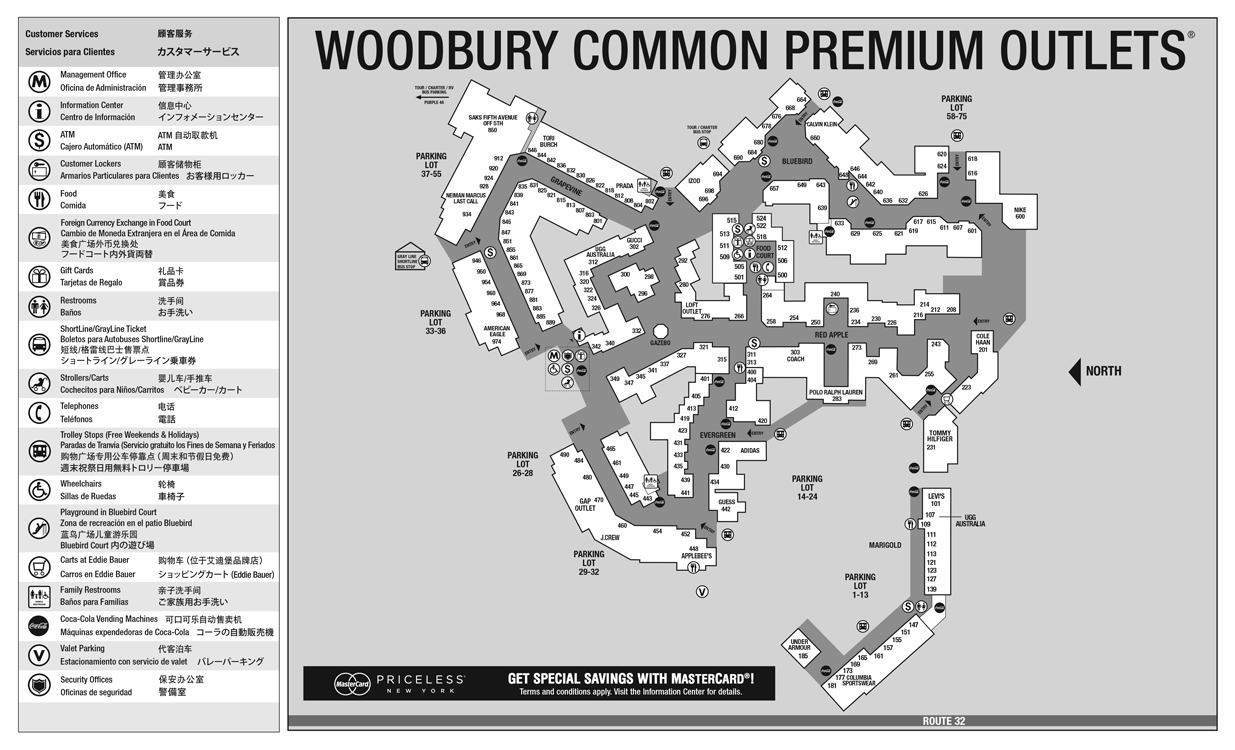 Customer Services 顾客服务
Servicios para Clientes カスタマーサービス
Management Office 管理办公室
Oficina de Administración 管理事務所
Information Center 信息中心
Centro de Información インフォメーションセンター
ATM ATM 自动取款机
Cajero Automático (ATM) ATM
Customer Lockers 顾客储物柜
Armarios Particulares para Clientes お客様用ロッカー
Food 美食
Comida フード
Foreign Currency Exchange in Food Court
Cambio de Moneda Extranjera en el Área de Comida
美食广场外币兑换处
フードコート内外貨両替
Gift Cards 礼品卡
Tarjetas de Regalo 賞品券
Restrooms 洗手间
Baños お手洗い
ShortLine/GrayLine Ticket
Boletos para Autobuses Shortline/GrayLine
短线/格雷线巴士售票点
ショートライン/グレーライン乗車券
Strollers/Carts 婴儿车/手推车
Cochecitos para Niños/Carritos ベビーカー/カート
Telephones 电话
Teléfonos 電話
Trolley Stops (Free Weekends & Holidays)
Paradas de Tranvía (Servicio gratuito los Fines de Semana y Feriados
购物广场专用公车停靠点 (周末和节假日免费)
週末祝祭日用無料トロリー停車場
Wheelchairs 轮椅
Sillas de Ruedas 車椅子
Playground in Bluebird Court
Zona de recreación en el patio Bluebird
蓝鸟广场儿童游乐园
Bluebird Court 内の遊び場
Carts at Eddie Bauer 购物车 (位于艾迪堡品牌店)
Carros en Eddie Bauer ショッピングカート (Eddie Bauer)
Family Restrooms 亲子洗手间
Baños para Familias ご家族用お手洗い
Coca-Cola Vending Machines 可口可乐自动售卖机
Máquinas expendedoras de Coca-Cola コーラの自動販売機
Valet Parking 代客泊车
Estacionamiento con servicio de valet バレーパーキング
Security Offices 保安办公室
Oficinas de seguridad 警備室
WOODBURY COMMON PREMIUM OUTLETS®
TOUR / CHARTER / RV
BUS PARKING
PURPLE 46
SAKS FIFTH AVENUE
OFF 5TH
850
TORI
BURCH
846 844 842 836 832 830 826 822 818 812 808 804 802
PRADA
GRAPEVINE
PARKING
LOT
37-55
912
920
924
928
NEIMAN MARCUS
LAST CALL
934
835 831 825 821 815 813 807 803 801
839
841
843
845
847
851
855
861
865
869
873
877
881
883
885
889
ENTRY
GRAY LINE
SHORTLINE
BUS STOP
946
950
954
960
964
968
AMERICAN
EAGLE
974
PARKING
LOT
33-36
ENTRY
GUCCI
302
UGG
AUSTRALIA
312
316
320
322
324
326
300
298
296
332
340
342
GAZEBO
TOUR / CHARTER
BUS STOP
IZOD
694
696
698
690
684
680
678
676
668
664
CALVIN KLEIN
660
BLUEBIRD
657 649 643
639
633
648
646
644
642
640
636 632
626
624
620
618
616
ENTRY
PARKING
LOT
58-75
NIKE
600
629 625 621 619 617 615 611 607 601
515
513
511
509
505
501
524
522
518
512
506
500
FOOD
COURT
292
280
LOFT
OUTLET
276 266
264
258 254 250
240
236
234 230 226
216
214
212 208
RED APPLE
COLE
HAAN
201
ENTRY
223
243
255
261
269
273
303
COACH
POLO RALPH LAUREN
283
311
313
315
321
327
337
341
345
347
349
400
404
401
405
413
419
423
431
433
435
439
441
412
420
EVERGREEN
ENTRY
422
430
434
ADIDAS
GUESS
442
ENTRY
448
APPLEBEE'S
452
454
460
J.CREW
470
GAP
OUTLET
480
484
490
465
461
449
447
445
443
PARKING
LOT
26-28
PARKING
LOT
29-32
PARKING
LOT
14-24
NORTH
TOMMY
HILFIGER
231
LEVI'S
101
107
UGG
AUSTRALIA
109
111
112
113
121
123
127
139
MARIGOLD
PARKING
LOT
1-13
147
151
155
157
161
165
169
173
177 COLUMBIA
SPORTSWEAR
181
UNDER
ARMOUR
185
MasterCard
PRICELESS®
NEW YORK
GET SPECIAL SAVINGS WITH MASTERCARD®!
Terms and conditions apply. Visit the Information Center for details.
ROUTE 32